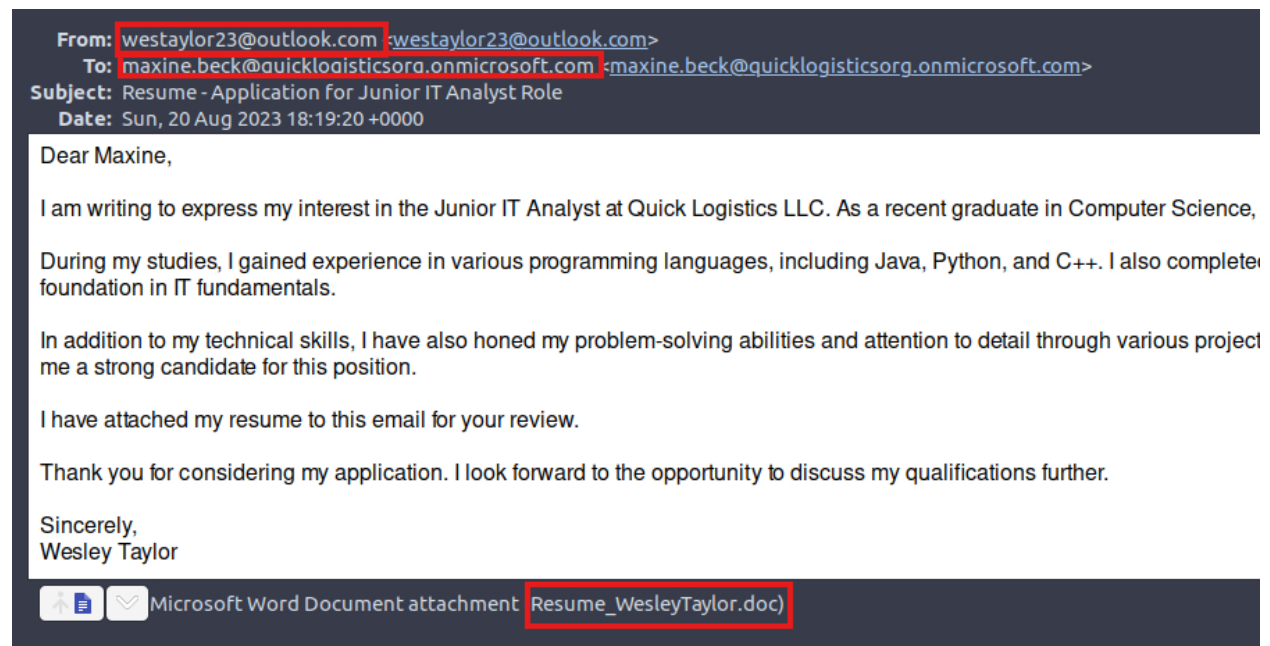 From: westaylor23@outlook.com <westaylor23@outlook.com>
To: maxine.beck@quicklogisticsorg.onmicrosoft.com <maxine.beck@quicklogisticsorg.onmicrosoft.com>
Subject: Resume - Application for Junior IT Analyst Role
Date: Sun, 20 Aug 2023 18:19:20 +0000
Dear Maxine,
I am writing to express my interest in the Junior IT Analyst at Quick Logistics LLC. As a recent graduate in Computer Science,
During my studies, I gained experience in various programming languages, including Java, Python, and C++. I also complete
foundation in IT fundamentals.
In addition to my technical skills, I have also honed my problem-solving abilities and attention to detail through various project
me a strong candidate for this position.
I have attached my resume to this email for your review.
Thank you for considering my application. I look forward to the opportunity to discuss my qualifications further.
Sincerely,
Wesley Taylor
Microsoft Word Document attachment Resume_WesleyTaylor.doc)